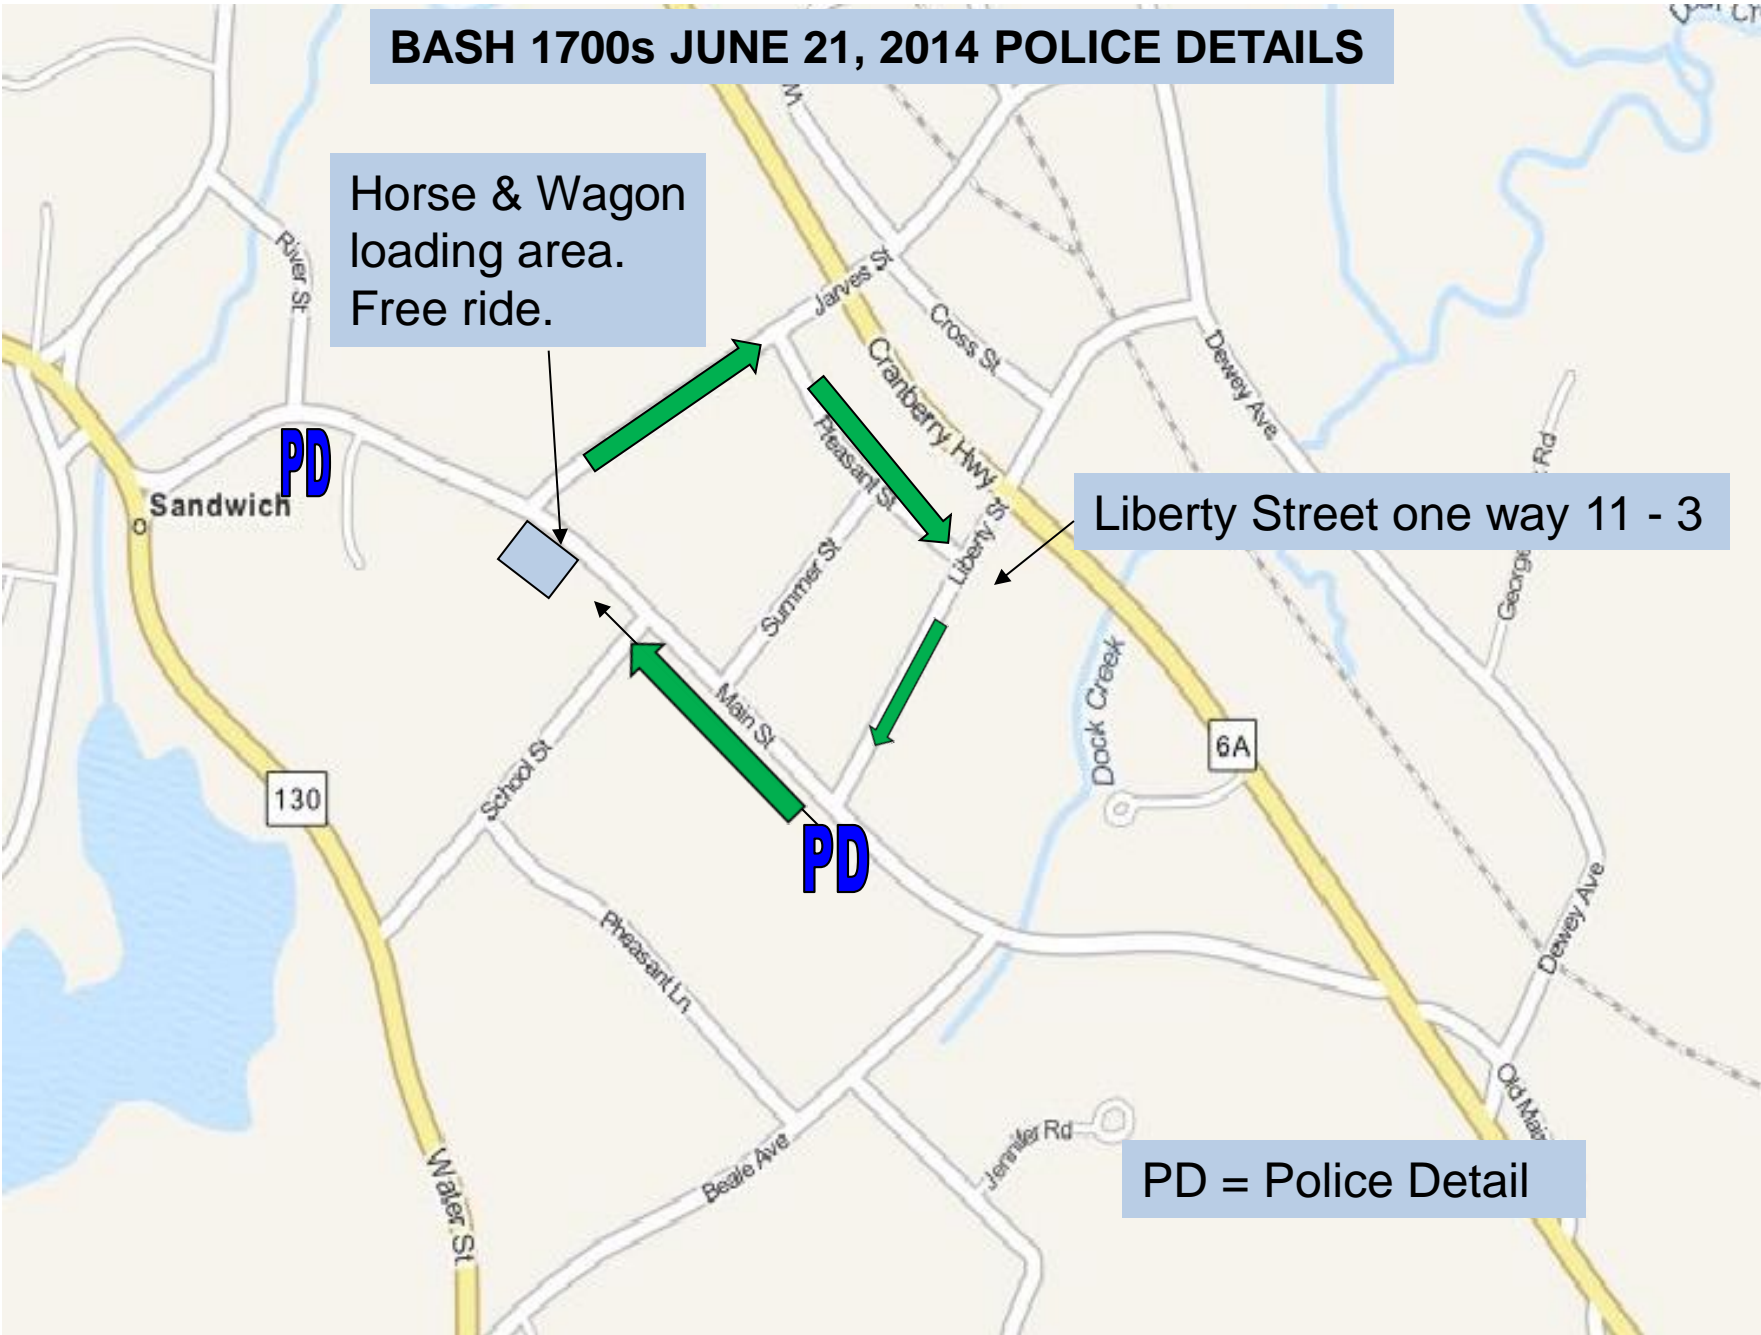 BASH 1700s JUNE 21, 2014 POLICE DETAILS
Horse & Wagon
loading area.
Free ride.
River St
Jarves St
Cross St
Cranberry Hwy
Dewey Ave
Rd
George
PD
Sandwich
Pleasant St
Liberty St
Liberty Street one way 11 - 3
Summer St
Main St
Dock Creek
6A
School St
130
PD
Pheasant Ln
Dewey Ave
Old Main
Jennifer Rd
Beale Ave
Water St
PD = Police Detail